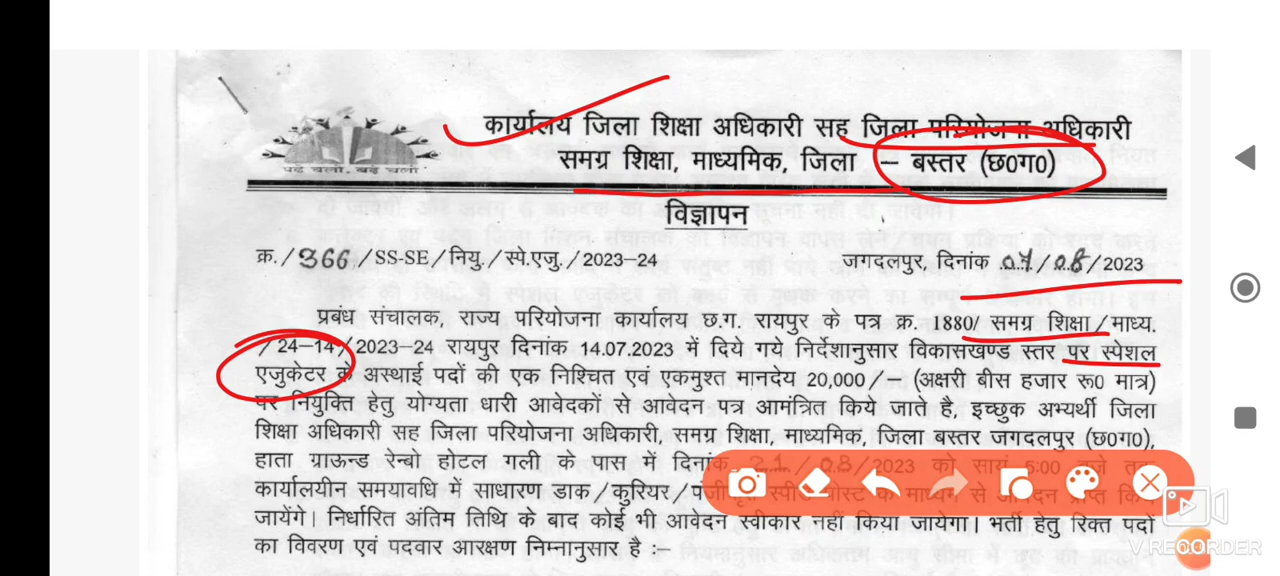 कार्यालय जिला शिक्षा अधिकारी सह जिला परियोजना अधिकारी
समग्र शिक्षा, माध्यमिक, जिला – बस्तर (छ0ग0)
पढ़े चलो, बढ़े चलो
विज्ञापन
क्र./366/SS-SE/नियु./स्पे.एजु./2023-24 जगदलपुर, दिनांक 07/08/2023
प्रबंध संचालक, राज्य परियोजना कार्यालय छ.ग. रायपुर के पत्र क्र. 1880/ समग्र शिक्षा/माध्य.
/24-14/2023-24 रायपुर दिनांक 14.07.2023 में दिये गये निर्देशानुसार विकासखण्ड स्तर पर स्पेशल
एजुकेटर के अस्थाई पदों की एक निश्चित एवं एकमुश्त मानदेय 20,000/– (अक्षरी बीस हजार रू0 मात्र)
पर नियुक्ति हेतु योग्यता धारी आवेदकों से आवेदन पत्र आमंत्रित किये जाते है, इच्छुक अभ्यर्थी जिला
शिक्षा अधिकारी सह जिला परियोजना अधिकारी, समग्र शिक्षा, माध्यमिक, जिला बस्तर जगदलपुर (छ0ग0),
हाता ग्राऊन्ड रेन्बो होटल गली के पास में दिनांक 21/08/2023 को सायं 5:00 बजे
कार्यालयीन समयावधि में साधारण डाक/कुरियर/पंजीकृत स्पीड पोस्ट के माध्यम से आवेदन प्राप्त
जायेंगे। निर्धारित अंतिम तिथि के बाद कोई भी आवेदन स्वीकार नहीं किया जायेगा। भर्ती हेतु रिक्त पदों
का विवरण एवं पदवार आरक्षण निम्नानुसार है :–
V RECORDER